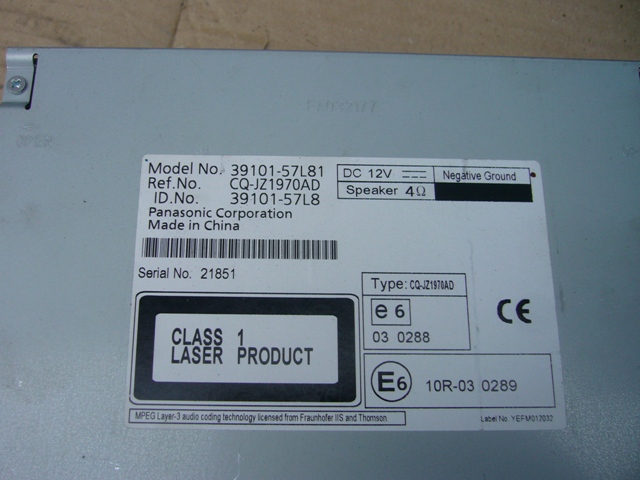 Model No. 39101-57L81
Ref.No. CQ-JZ1970AD
I D.No. 39101-57L8
Panasonic Corporation
Made in China
DC 12V Negative Ground
Speaker 4Ω
Serial No. 21851
Type: CQ-JZ1970AD
e 6
03 0288
CE
CLASS 1
LASER PRODUCT
E6 10R-03 0289
MPEG Layer-3 audio coding technology licensed from Fraunhofer IIS and Thomson
Label No. YEFM012032